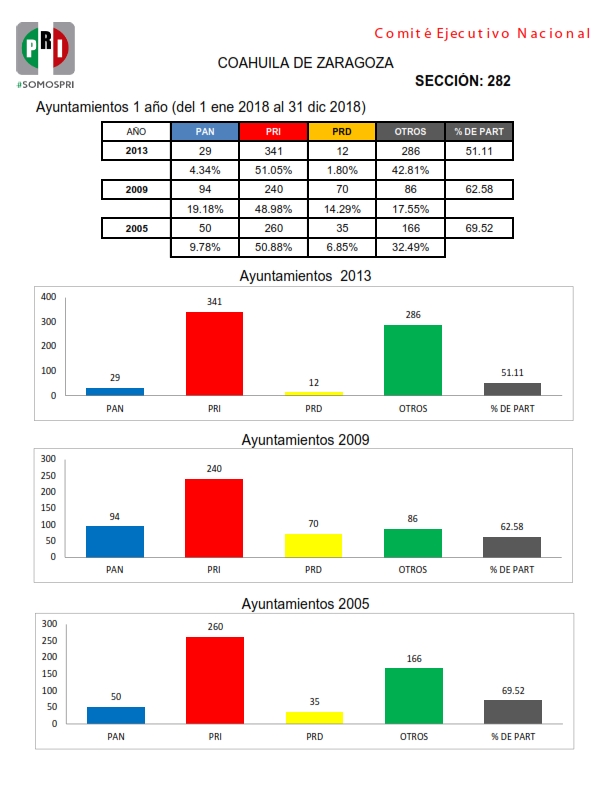 Comité Ejecutivo Nacional
PRI
#SOMOSPRI
COAHUILA DE ZARAGOZA
SECCIÓN: 282
Ayuntamientos 1 año (del 1 ene 2018 al 31 dic 2018)
AÑO PAN PRI PRD OTROS % DE PART
2013 29 341 12 286 51.11
4.34% 51.05% 1.80% 42.81%
2009 94 240 70 86 62.58
19.18% 48.98% 14.29% 17.55%
2005 50 260 35 166 69.52
9.78% 50.88% 6.85% 32.49%
Ayuntamientos 2013
400
300
200
100
0
29 341 12 286 51.11
PAN PRI PRD OTROS % DE PART
Ayuntamientos 2009
300
250
200
150
100
50
0
94 240 70 86 62.58
PAN PRI PRD OTROS % DE PART
Ayuntamientos 2005
300
250
200
150
100
50
0
50 260 35 166 69.52
PAN PRI PRD OTROS % DE PART